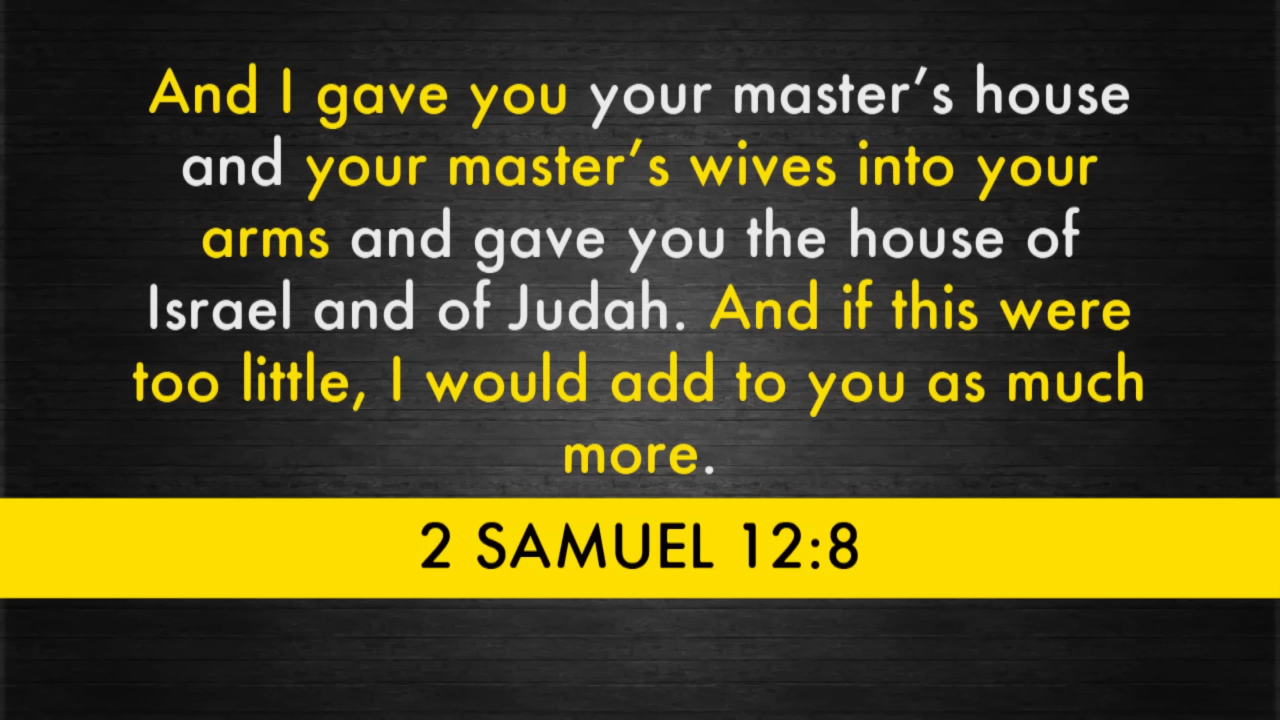 And I gave you your master’s house
and your master’s wives into your
arms and gave you the house of
Israel and of Judah. And if this were
too little, I would add to you as much
more.
2 SAMUEL 12:8